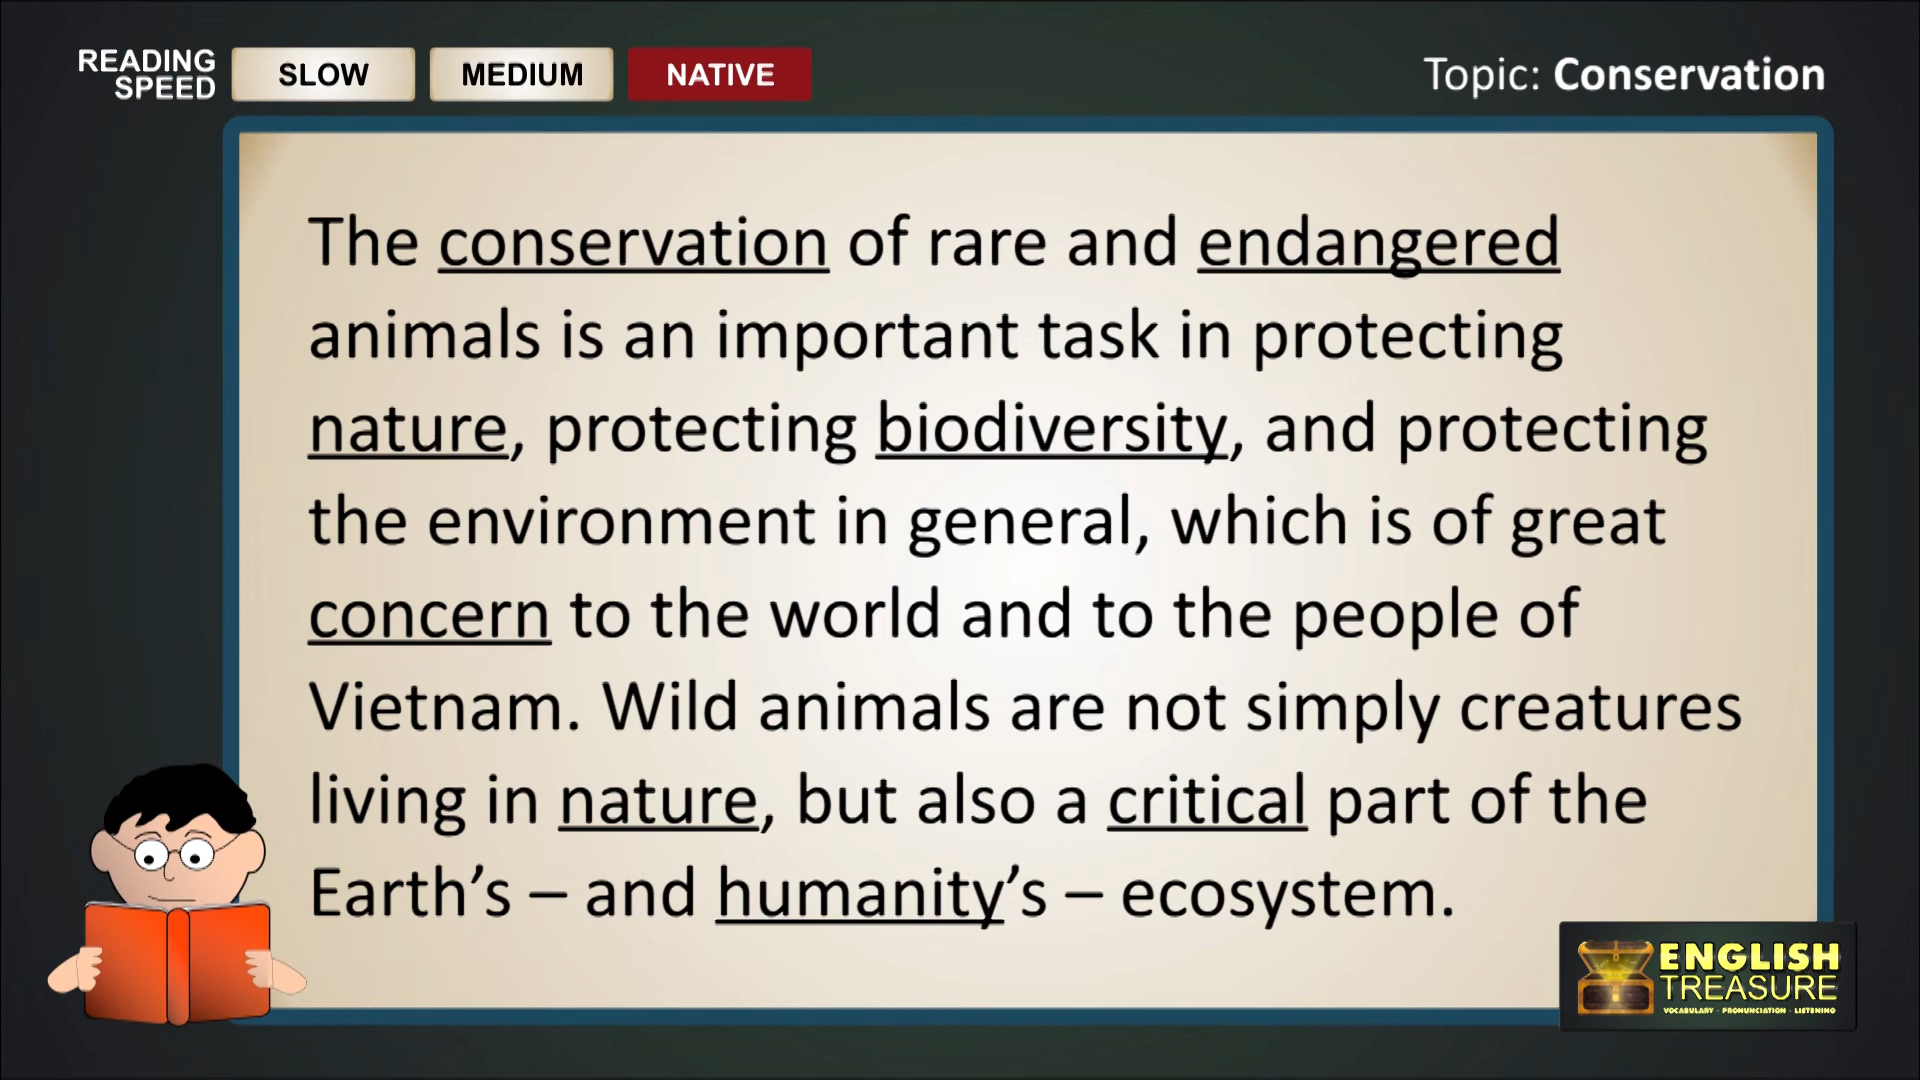 READING
SPEED
SLOW
MEDIUM
NATIVE
Topic: Conservation
The conservation of rare and endangered
animals is an important task in protecting
nature, protecting biodiversity, and protecting
the environment in general, which is of great
concern to the world and to the people of
Vietnam. Wild animals are not simply creatures
living in nature, but also a critical part of the
Earth’s – and humanity’s – ecosystem.
ENGLISH
TREASURE
VOCABULARY - PRONUNCIATION - LISTENING